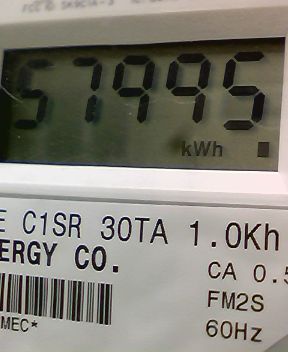 57995
kWh
E C1SR 30TA 1.0Kh
ERGY CO.
CA 0.5
FM2S
MEC*
60Hz